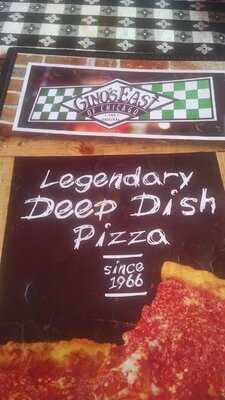 GINO'S EAST
OF CHICAGO
Legendary
Deep Dish
Pizza
since
1966